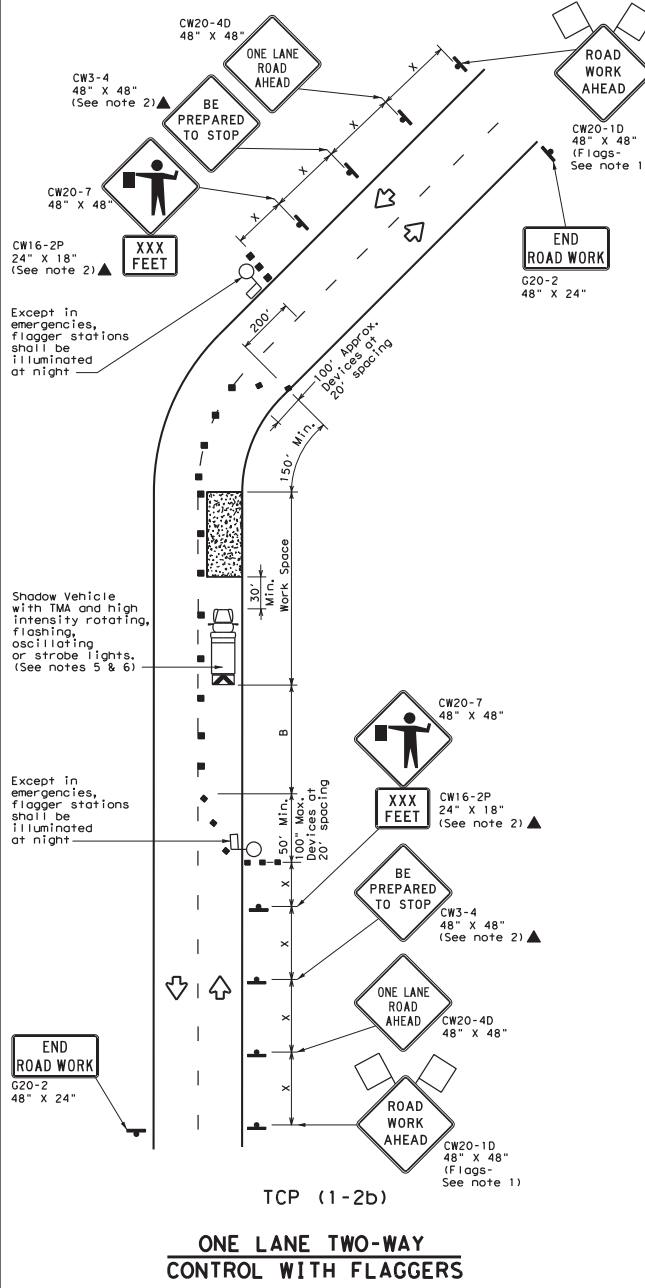 CW20-4D
48" X 48"
ONE LANE
ROAD
AHEAD
CW3-4
48" X 48"
(See note 2)▲
BE
PREPARED
TO STOP
ROAD
WORK
AHEAD
CW20-1D
48" X 48"
(Flags-
See note 1
CW20-7
48" X 48"
CW16-2P
24" X 18"
(See note 2)▲
XXX
FEET
X
X
X
X
END
ROAD WORK
G20-2
48" X 24"
Except in
emergencies,
flagger stations
shall be
illuminated
at night
200'
100' Approx.
Devices at
20' spacing
150' Min.
Work Space
30'
Min.
Shadow Vehicle
with TMA and high
intensity rotating,
flashing,
oscillating
or strobe lights.
(See notes 5 & 6)
B
CW20-7
48" X 48"
Except in
emergencies,
flagger stations
shall be
illuminated
at night
50' Min.
100" Max.
Devices at
20' spacing
XXX
FEET
CW16-2P
24" X 18"
(See note 2)▲
X
BE
PREPARED
TO STOP
CW3-4
48" X 48"
(See note 2)▲
X
X
ONE LANE
ROAD
AHEAD
CW20-4D
48" X 48"
X
END
ROAD WORK
G20-2
48" X 24"
ROAD
WORK
AHEAD
CW20-1D
48" X 48"
(Flags-
See note 1)
TCP (1-2b)
ONE LANE TWO-WAY
CONTROL WITH FLAGGERS